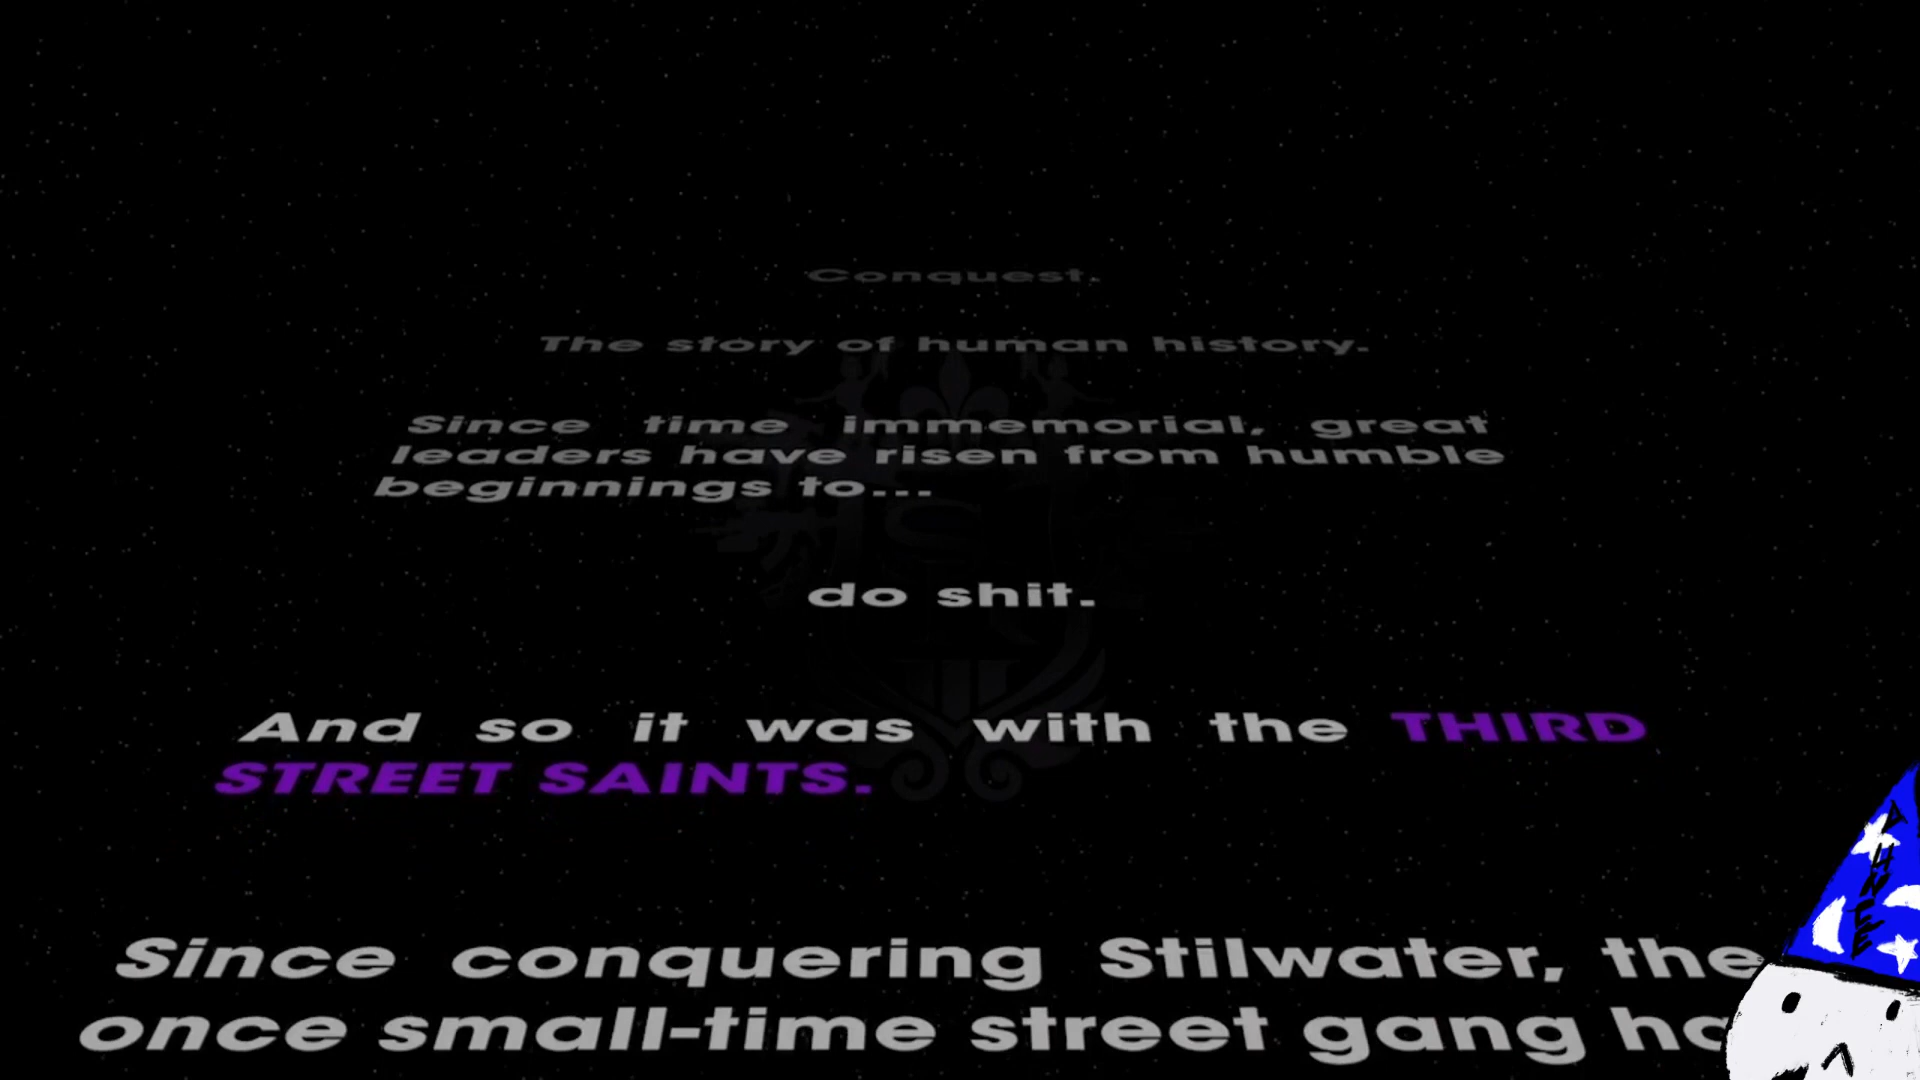 Conquest.
The story of human history.
Since time immemorial, great
leaders have risen from humble
beginnings to...
do shit.
And so it was with the THIRD
STREET SAINTS.
Since conquering Stilwater, the
once small-time street gang ha